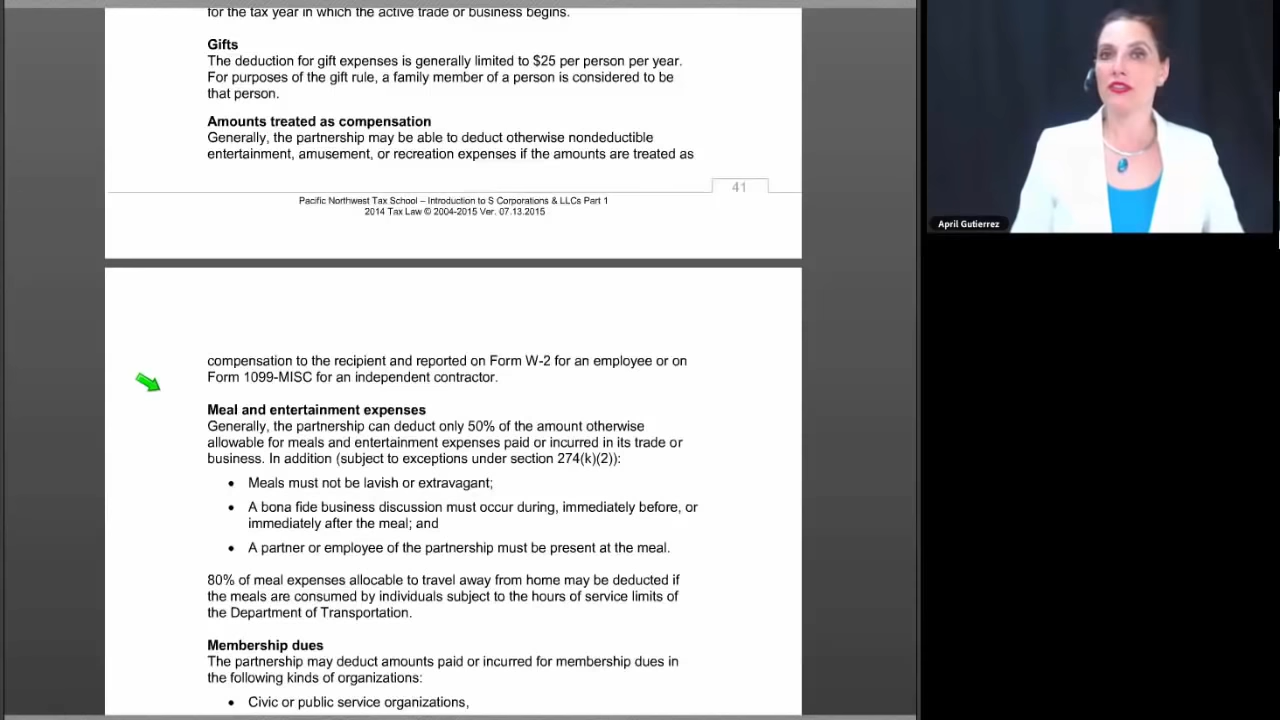 for the tax year in which the active trade or business begins.
Gifts
The deduction for gift expenses is generally limited to $25 per person per year.
For purposes of the gift rule, a family member of a person is considered to be
that person.
Amounts treated as compensation
Generally, the partnership may be able to deduct otherwise nondeductible
entertainment, amusement, or recreation expenses if the amounts are treated as
41
Pacific Northwest Tax School – Introduction to S Corporations & LLCs Part 1
2014 Tax Law © 2004-2015 Ver. 07.13.2015
compensation to the recipient and reported on Form W-2 for an employee or on
Form 1099-MISC for an independent contractor.
Meal and entertainment expenses
Generally, the partnership can deduct only 50% of the amount otherwise
allowable for meals and entertainment expenses paid or incurred in its trade or
business. In addition (subject to exceptions under section 274(k)(2)):
• Meals must not be lavish or extravagant;
• A bona fide business discussion must occur during, immediately before, or
immediately after the meal; and
• A partner or employee of the partnership must be present at the meal.
80% of meal expenses allocable to travel away from home may be deducted if
the meals are consumed by individuals subject to the hours of service limits of
the Department of Transportation.
Membership dues
The partnership may deduct amounts paid or incurred for membership dues in
the following kinds of organizations:
• Civic or public service organizations,
April Gutierrez